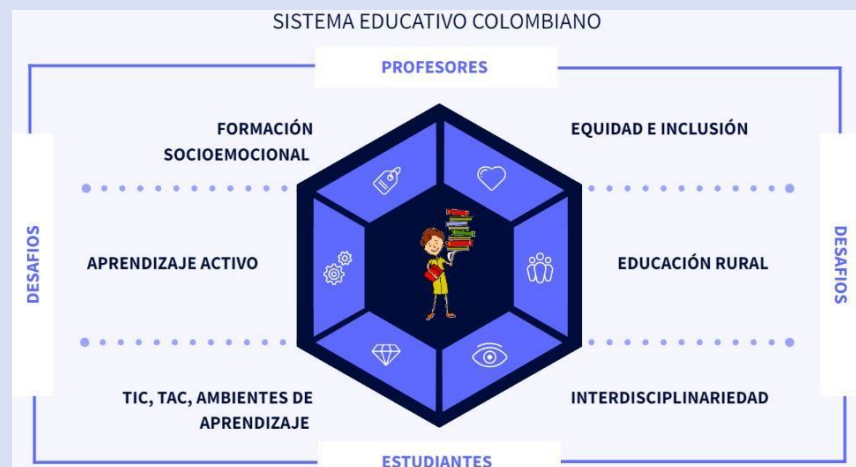 SISTEMA EDUCATIVO COLOMBIANO
PROFESORES
FORMACIÓN
SOCIOEMOCIONAL
EQUIDAD E INCLUSIÓN
DESAFIOS
APRENDIZAJE ACTIVO
EDUCACIÓN RURAL
DESAFIOS
TIC, TAC, AMBIENTES DE
APRENDIZAJE
INTERDISCIPLINARIEDAD
ESTUDIANTES